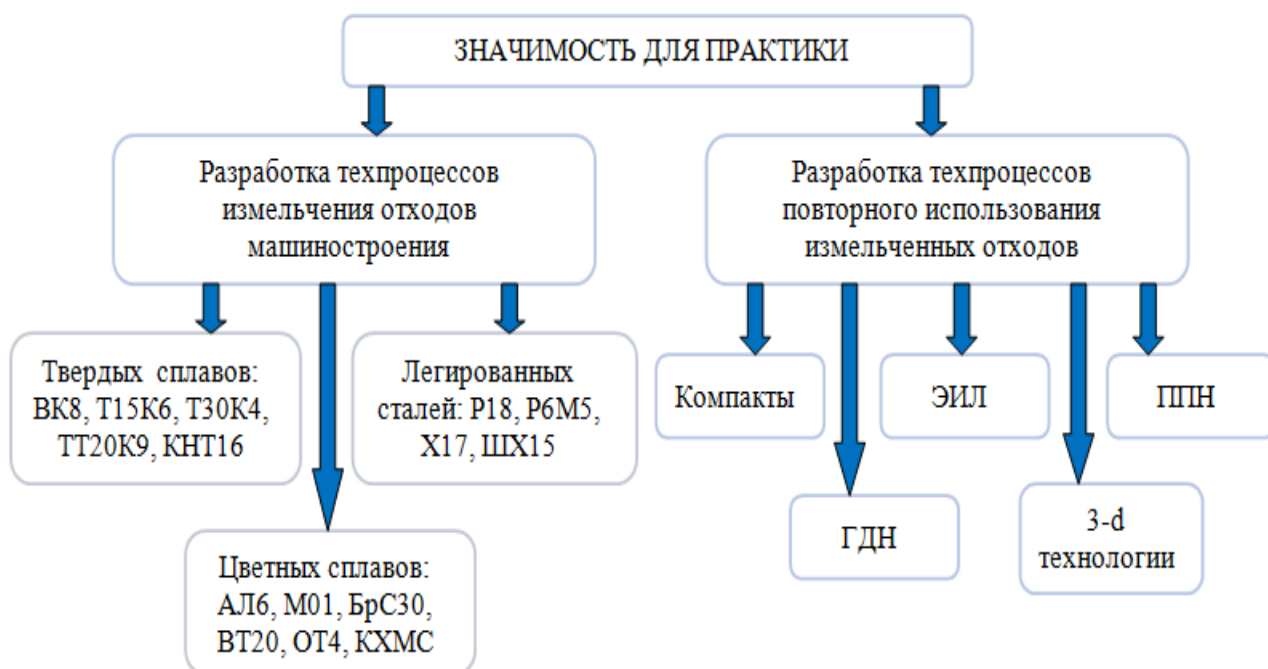 ЗНАЧИМОСТЬ ДЛЯ ПРАКТИКИ
Разработка техпроцессов
измельчения отходов
машиностроения
Разработка техпроцессов
повторного использования
измельченных отходов
Твердых сплавов:
ВК8, Т15К6, Т30К4,
ТТ20К9, КНТ16
Легированных
сталей: Р18, Р6М5,
Х17, ШХ15
Компакты
ЭИЛ
ППН
ГДН
3-d
технологии
Цветных сплавов:
АЛ6, М01, БрС30,
ВТ20, ОТ4, КХМС